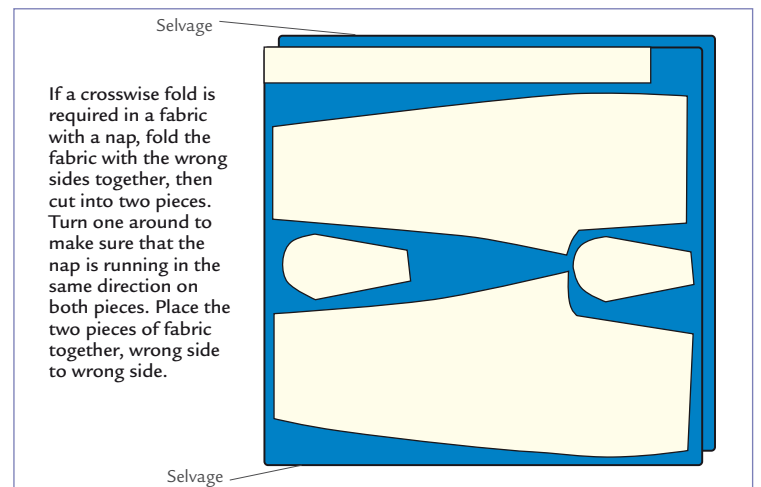 Selvage
If a crosswise fold is
required in a fabric
with a nap, fold the
fabric with the wrong
sides together, then
cut into two pieces.
Turn one around to
make sure that the
nap is running in the
same direction on
both pieces. Place the
two pieces of fabric
together, wrong side
to wrong side.
Selvage